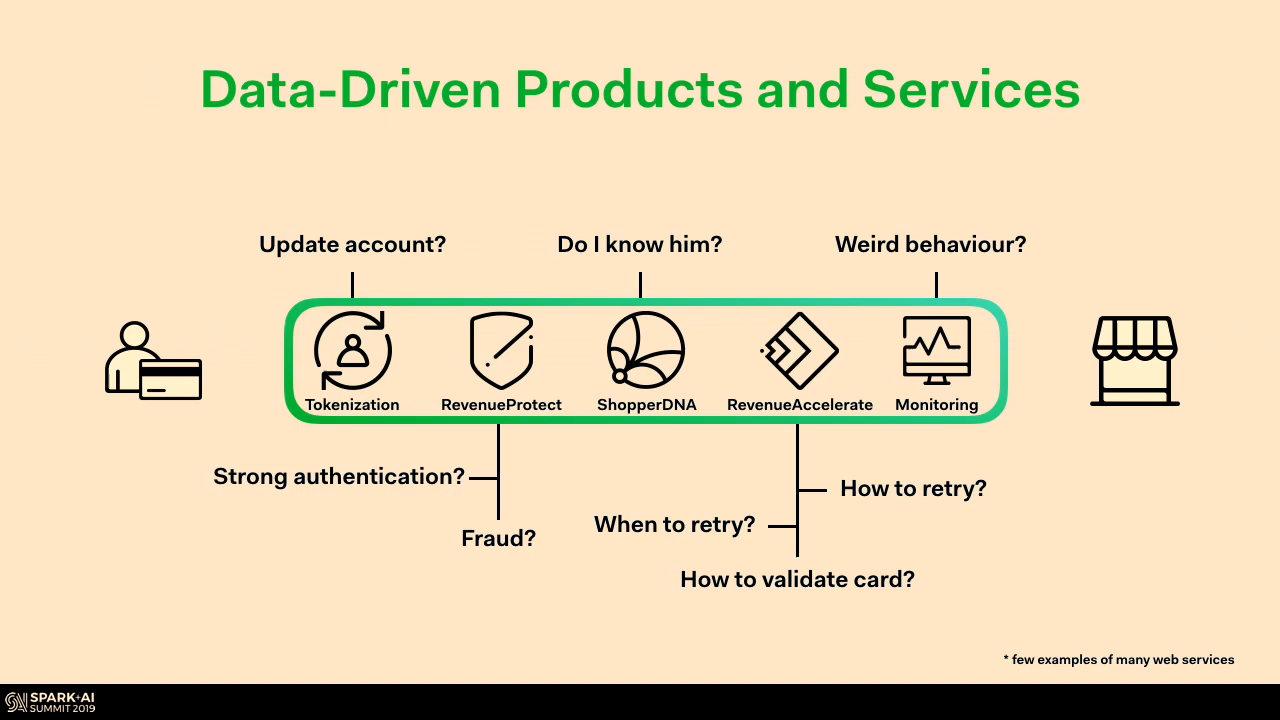 Data-Driven Products and Services
Update account?
Do I know him?
Weird behaviour?
Tokenization
RevenueProtect
ShopperDNA
RevenueAccelerate
Monitoring
Strong authentication?
How to retry?
When to retry?
Fraud?
How to validate card?
* few examples of many web services
SPARK+AI
SUMMIT 2019